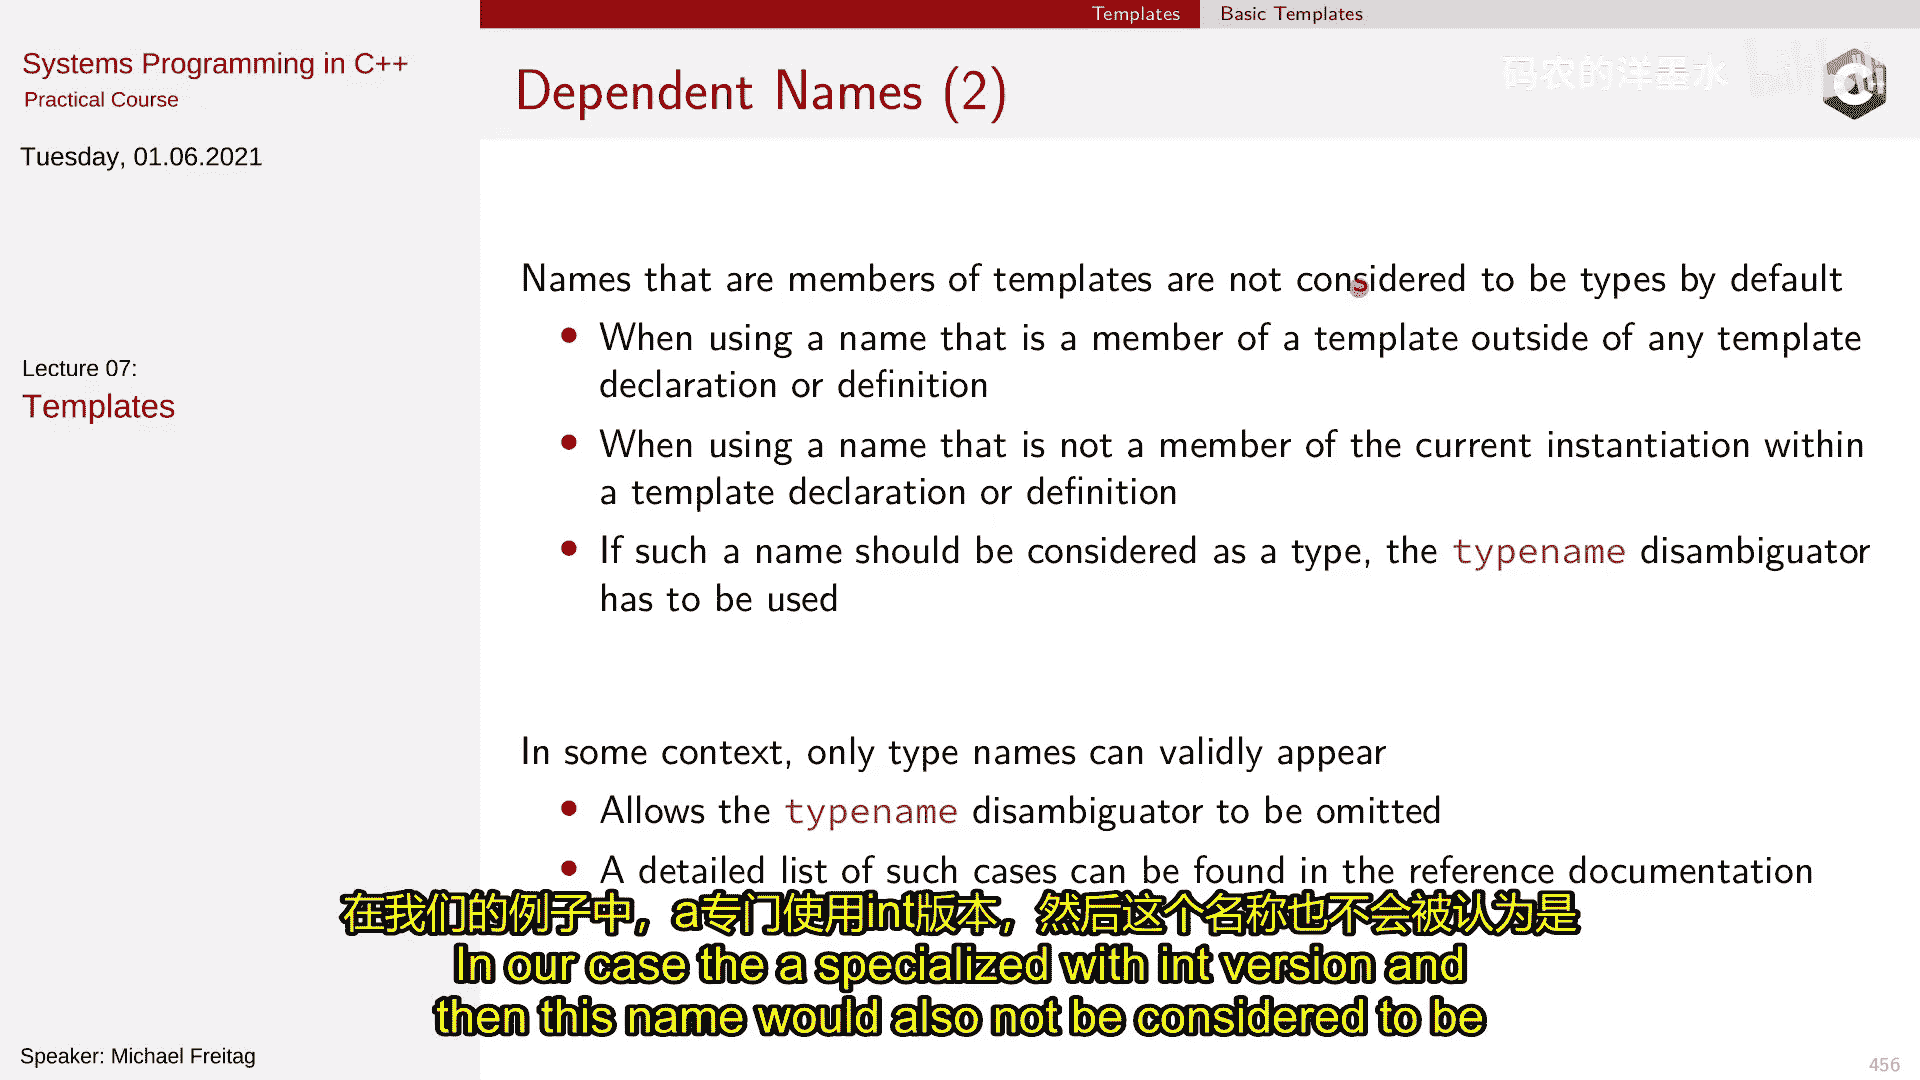 Templates
Basic Templates
Systems Programming in C++
Practical Course
Tuesday, 01.06.2021
Lecture 07:
Templates
Speaker: Michael Freitag
Dependent Names (2)
码农的洋墨水
Names that are members of templates are not considered to be types by default
When using a name that is a member of a template outside of any template
declaration or definition
When using a name that is not a member of the current instantiation within
a template declaration or definition
If such a name should be considered as a type, the typename disambiguator
has to be used
In some context, only type names can validly appear
Allows the typename disambiguator to be omitted
A detailed list of such cases can be found in the reference documentation
在我们的例子中，a专门使用int版本，然后这个名称也不会被认为是
In our case the a specialized with int version and
then this name would also not be considered to be
456